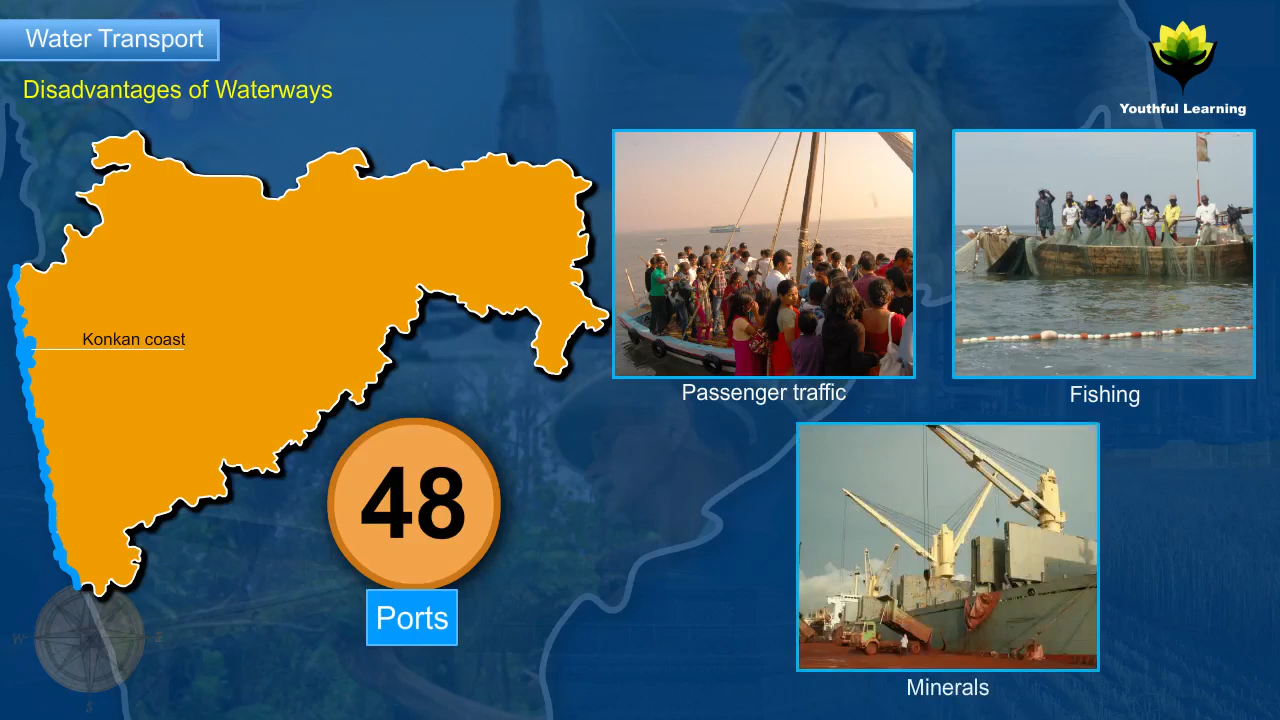 Water Transport
Disadvantages of Waterways
Youthful Learning
Konkan coast
Passenger traffic
Fishing
48
Ports
Minerals
W
E
S